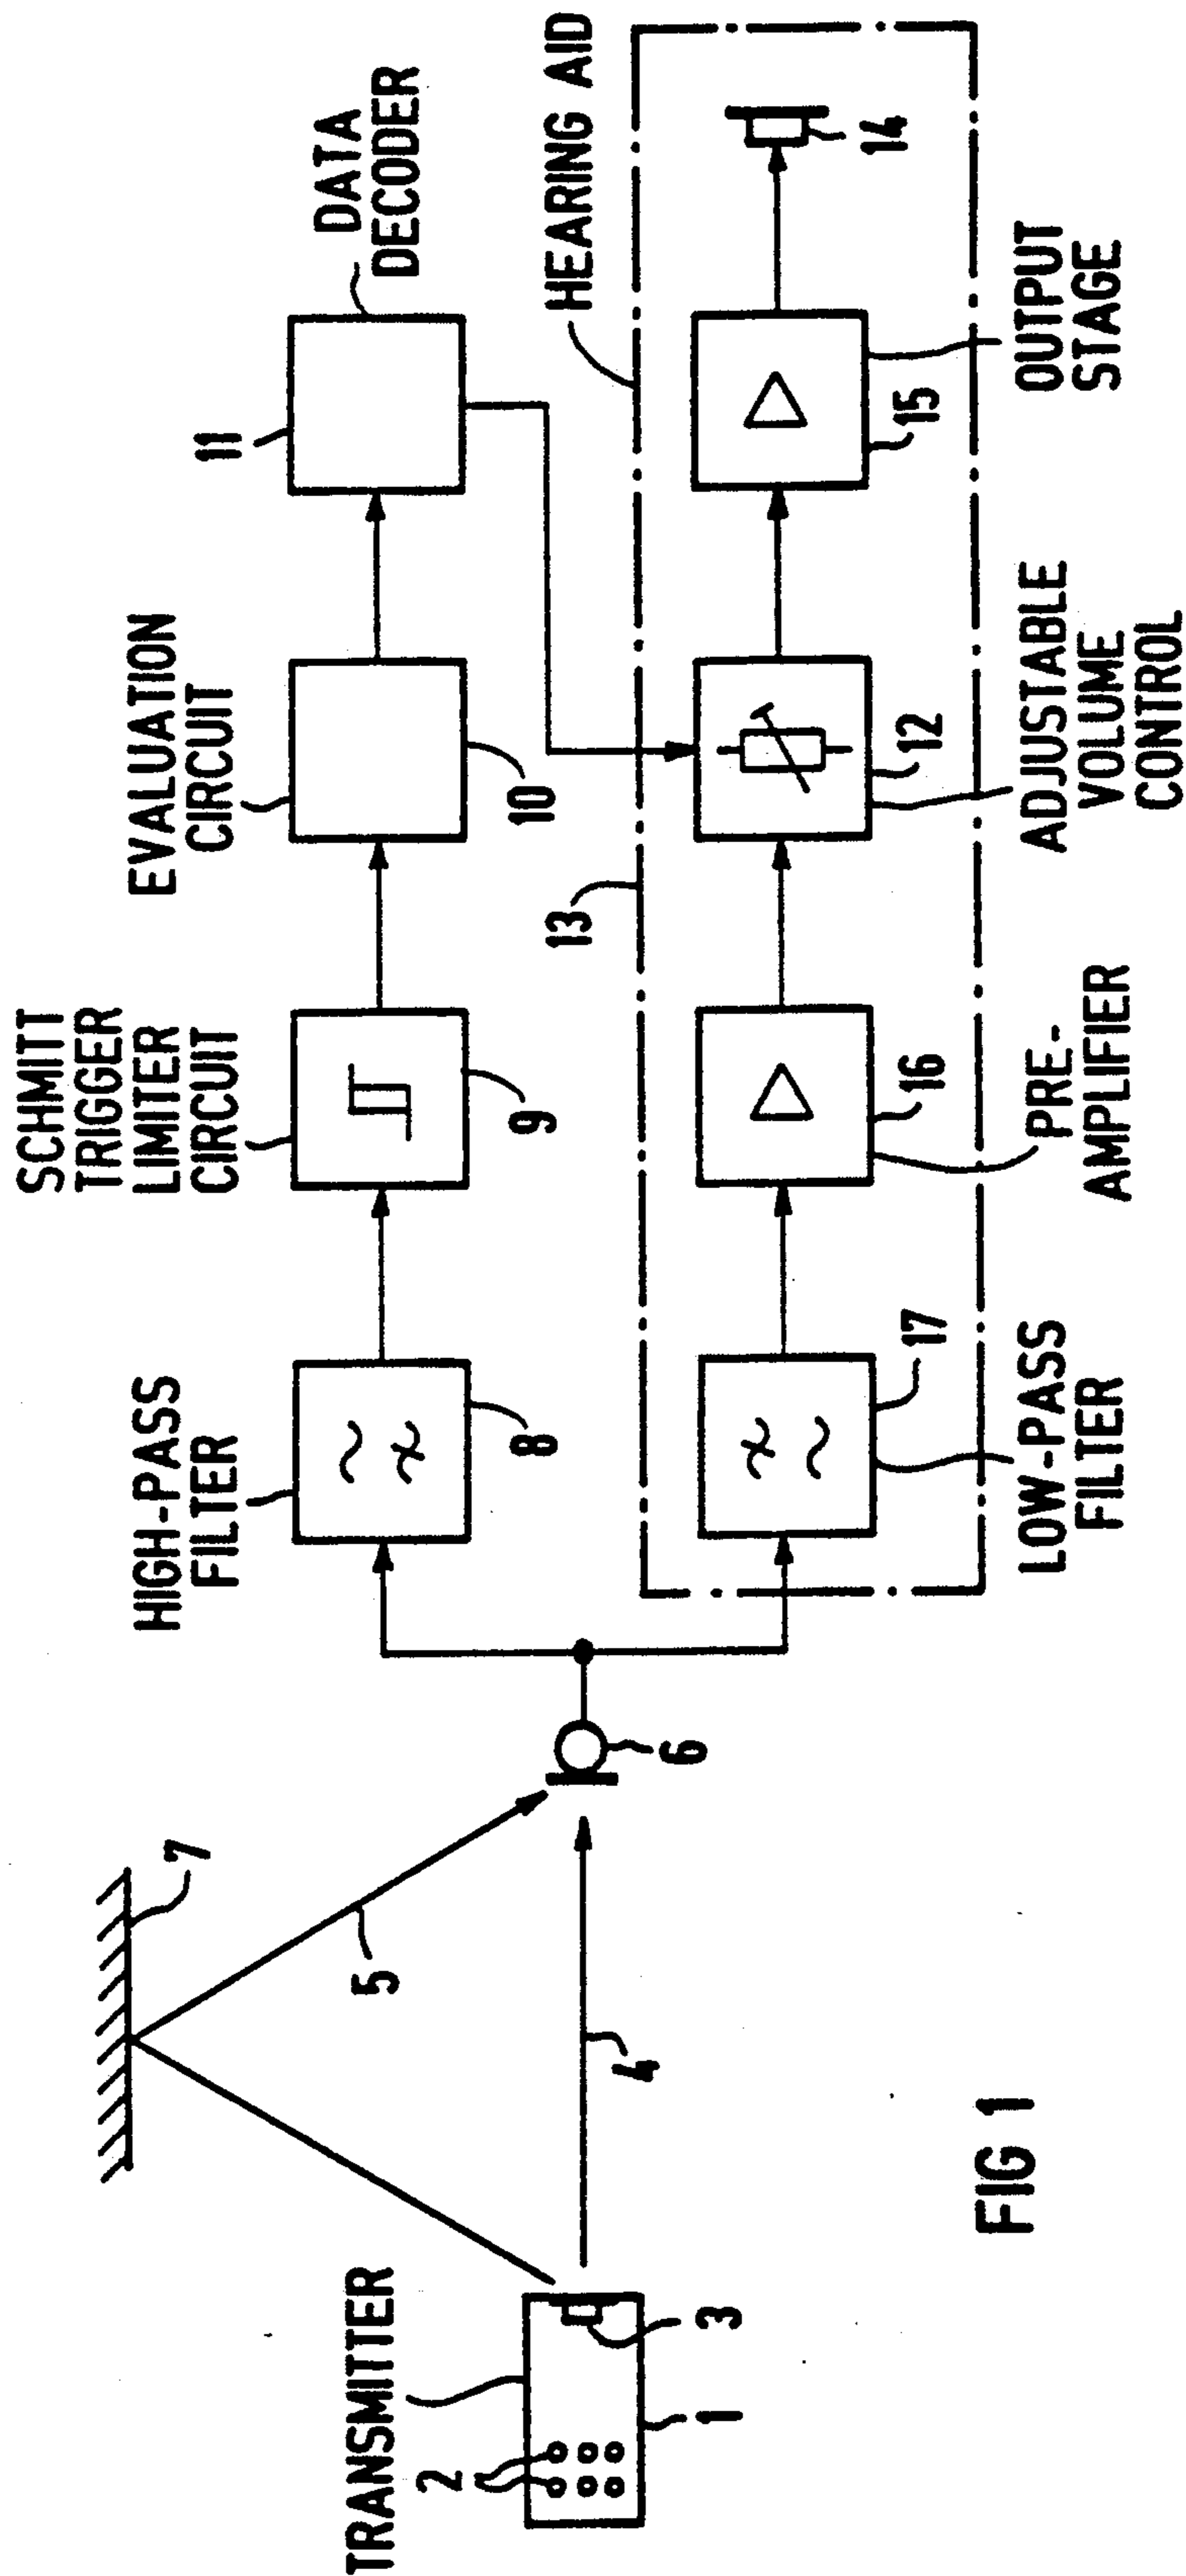 TRANSMITTER
2
1
3
4
5
7
6
HIGH-PASS
FILTER
8
SCHMITT
TRIGGER
LIMITER
CIRCUIT
9
EVALUATION
CIRCUIT
10
DATA
DECODER
11
HEARING AID
13
LOW-PASS
FILTER
17
PRE-
AMPLIFIER
16
ADJUSTABLE
VOLUME
CONTROL
12
OUTPUT
STAGE
15
14
FIG 1